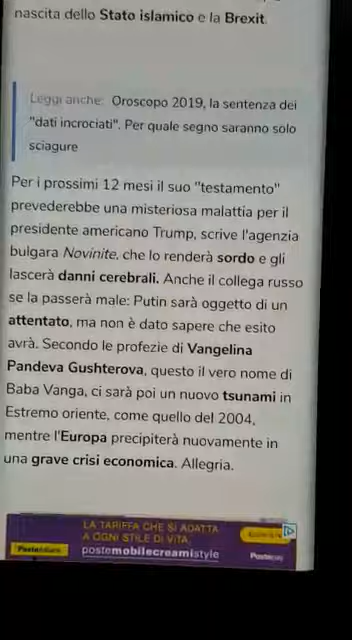 nascita dello Stato islamico e la Brexit.
Leggi anche: Oroscopo 2019, la sentenza dei
"dati incrociati". Per quale segno saranno solo
sciagure
Per i prossimi 12 mesi il suo "testamento"
prevederebbe una misteriosa malattia per il
presidente americano Trump, scrive l'agenzia
bulgara Novinite, che lo renderà sordo e gli
lascerà danni cerebrali. Anche il collega russo
se la passerà male: Putin sarà oggetto di un
attentato, ma non è dato sapere che esito
avrà. Secondo le profezie di Vangelina
Pandeva Gushterova, questo il vero nome di
Baba Vanga, ci sarà poi un nuovo tsunami in
Estremo oriente, come quello del 2004,
mentre l'Europa precipiterà nuovamente in
una grave crisi economica. Allegria.
LA TARIFFA CHE SI ADATTA
A OGNI STILE DI VITA.
postemobilecreamistyle